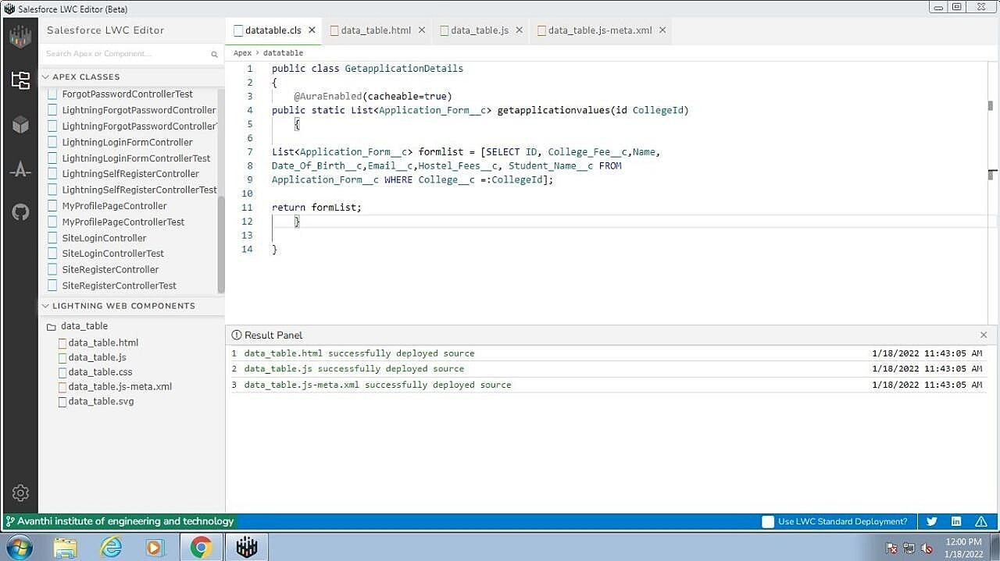 Salesforce LWC Editor (Beta)
Salesforce LWC Editor
datatable.cls
data_table.html
data_table.js
data_table.js-meta.xml
Search Apex or Component...
Apex > datatable
APEX CLASSES
ForgotPasswordControllerTest
LightningForgotPasswordController
LightningForgotPasswordController
LightningLoginFormController
LightningLoginFormControllerTest
LightningSelfRegisterController
LightningSelfRegisterControllerTest
MyProfilePageController
MyProfilePageControllerTest
SiteLoginController
SiteLoginControllerTest
SiteRegisterController
SiteRegisterControllerTest
LIGHTNING WEB COMPONENTS
data_table
data_table.html
data_table.js
data_table.css
data_table.js-meta.xml
data_table.svg
1 public class GetapplicationDetails
2 {
3 @AuraEnabled(cacheable=true)
4 public static List<Application_Form__c> getapplicationvalues(id CollegeId)
5 {
6
7 List<Application_Form__c> formlist = [SELECT ID, College_Fee__c,Name,
8 Date_Of_Birth__c,Email__c,Hostel_Fees__c, Student_Name__c FROM
9 Application_Form__c WHERE College__c =:CollegeId];
10
11 return formList;
12 }
13
14 }
Result Panel
1 data_table.html successfully deployed source 1/18/2022 11:43:05 AM
2 data_table.js successfully deployed source 1/18/2022 11:43:05 AM
3 data_table.js-meta.xml successfully deployed source 1/18/2022 11:43:05 AM
Avanthi institute of engineering and technology
Use LWC Standard Deployment?
12:00 PM
1/18/2022